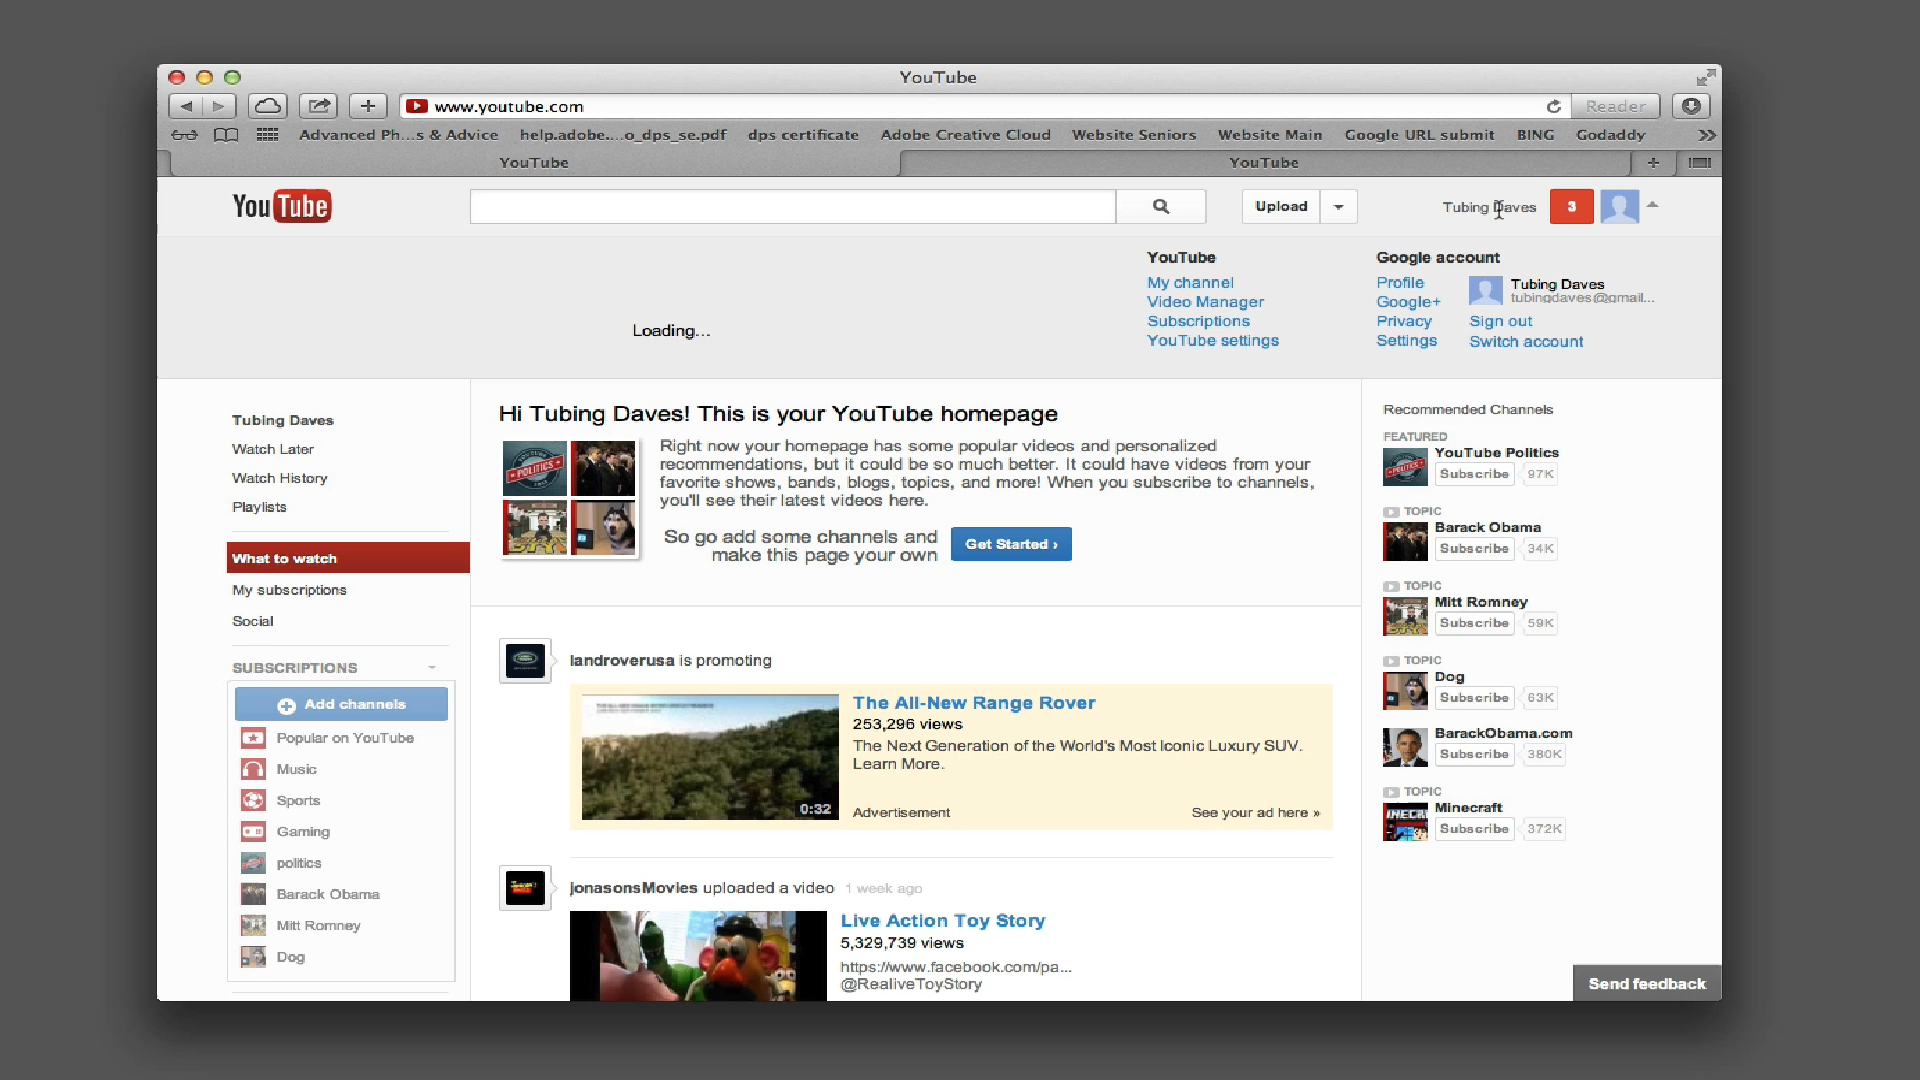 YouTube
www.youtube.com
Reader
Advanced Ph...s & Advice help.adobe....o_dps_se.pdf dps certificate Adobe Creative Cloud Website Seniors Website Main Google URL submit BING Godaddy
YouTube YouTube
YouTube Upload Tubing Daves 3
YouTube Google account
My channel Profile Tubing Daves
Video Manager Google+ tubingdaves@gmail...
Subscriptions Privacy Sign out
YouTube settings Settings Switch account
Loading...
Tubing Daves
Watch Later
Watch History
Playlists
What to watch
My subscriptions
Social
SUBSCRIPTIONS
Add channels
Popular on YouTube
Music
Sports
Gaming
politics
Barack Obama
Mitt Romney
Dog
Hi Tubing Daves! This is your YouTube homepage
POLITICS
Right now your homepage has some popular videos and personalized
recommendations, but it could be so much better. It could have videos from your
favorite shows, bands, blogs, topics, and more! When you subscribe to channels,
you'll see their latest videos here.
So go add some channels and
make this page your own
Get Started ›
landroverusa is promoting
The All-New Range Rover
253,296 views
The Next Generation of the World's Most Iconic Luxury SUV.
Learn More.
0:32
Advertisement See your ad here »
jonasonsMovies uploaded a video 1 week ago
Live Action Toy Story
5,329,739 views
https://www.facebook.com/pa...
@RealiveToyStory
Recommended Channels
FEATURED
YouTube Politics
Subscribe 97K
TOPIC
Barack Obama
Subscribe 34K
TOPIC
Mitt Romney
Subscribe 59K
TOPIC
Dog
Subscribe 63K
BarackObama.com
Subscribe 380K
TOPIC
Minecraft
Subscribe 372K
Send feedback